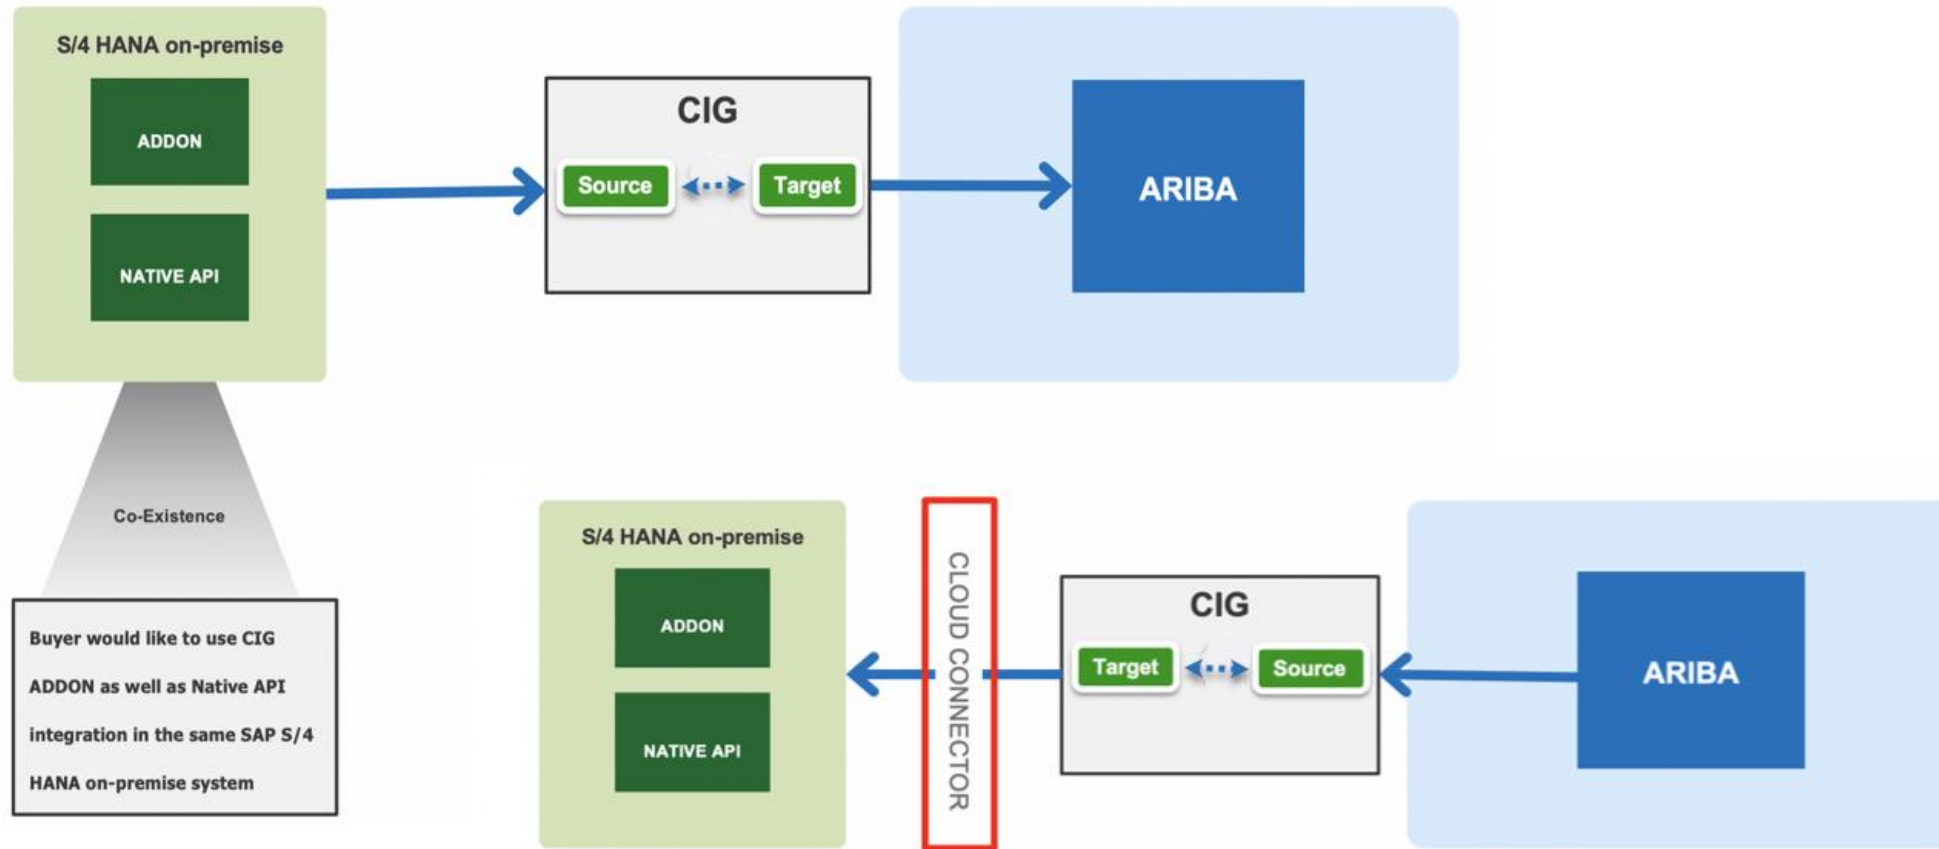 S/4 HANA on-premise
ADDON
NATIVE API
CIG
Source
Target
ARIBA
Co-Existence
Buyer would like to use CIG
ADDON as well as Native API
integration in the same SAP S/4
HANA on-premise system
S/4 HANA on-premise
ADDON
NATIVE API
CLOUD CONNECTOR
CIG
Target
Source
ARIBA